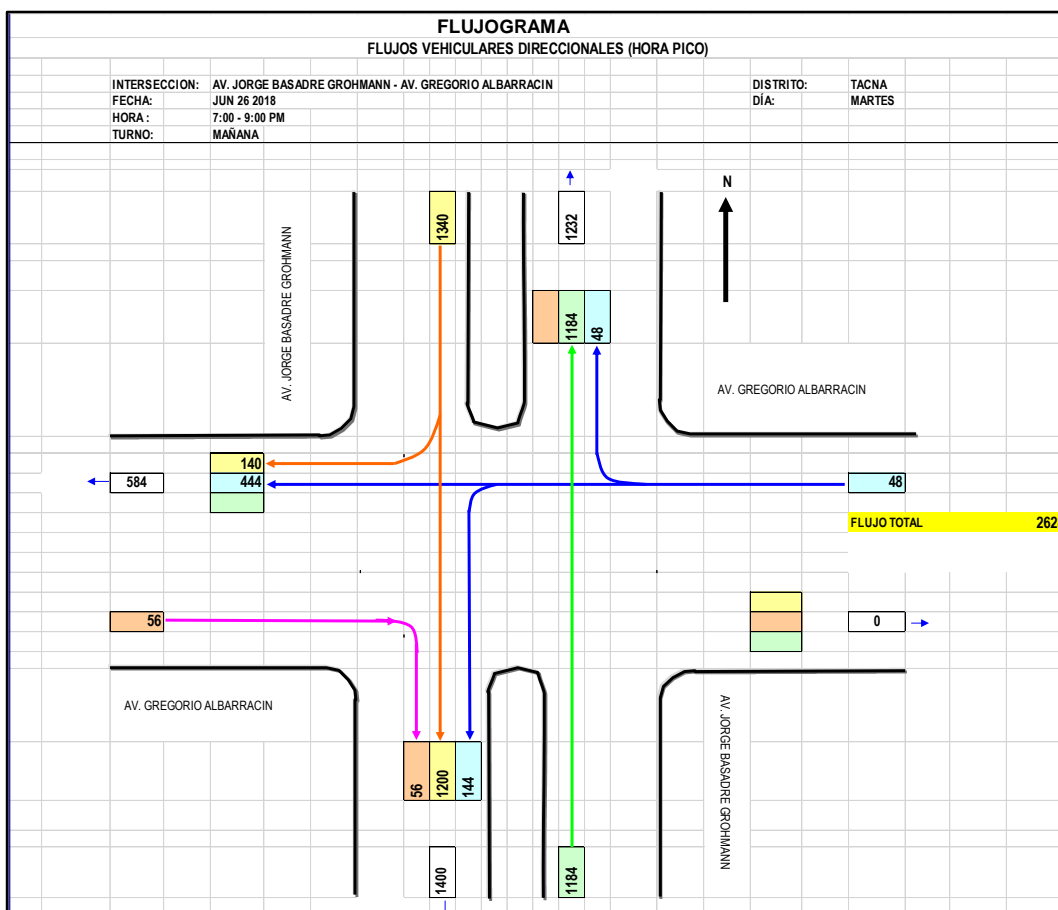 FLUJOGRAMA
FLUJOS VEHICULARES DIRECCIONALES (HORA PICO)
INTERSECCION: AV. JORGE BASADRE GROHMANN - AV. GREGORIO ALBARRACIN DISTRITO: TACNA
FECHA: JUN 26 2018 DÍA: MARTES
HORA : 7:00 - 9:00 PM
TURNO: MAÑANA
N
1340
1232
AV. JORGE BASADRE GROHMANN
1184
48
AV. GREGORIO ALBARRACIN
140
584
444
48
FLUJO TOTAL 262
56
0
AV. GREGORIO ALBARRACIN
AV. JORGE BASADRE GROHMANN
56
1200
144
1400
1184